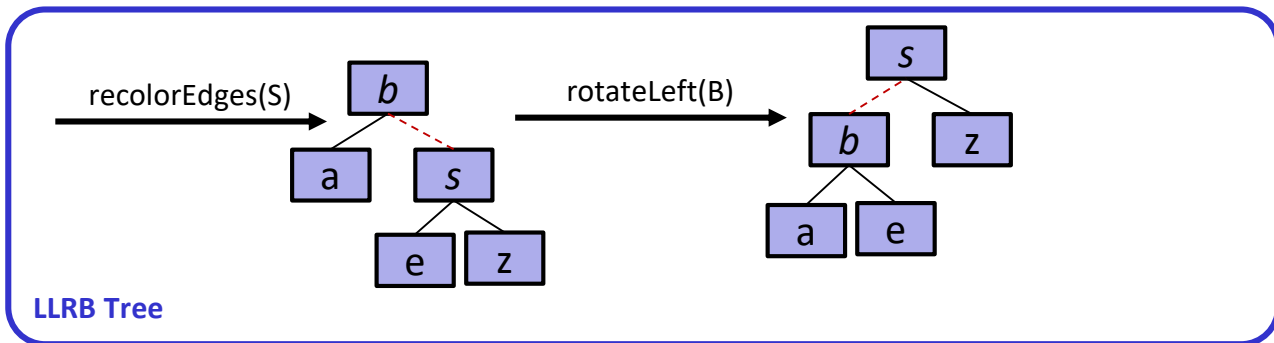 recolorEdges(S)
b
a
s
e
z
rotateLeft(B)
s
b
z
a
e
LLRB Tree